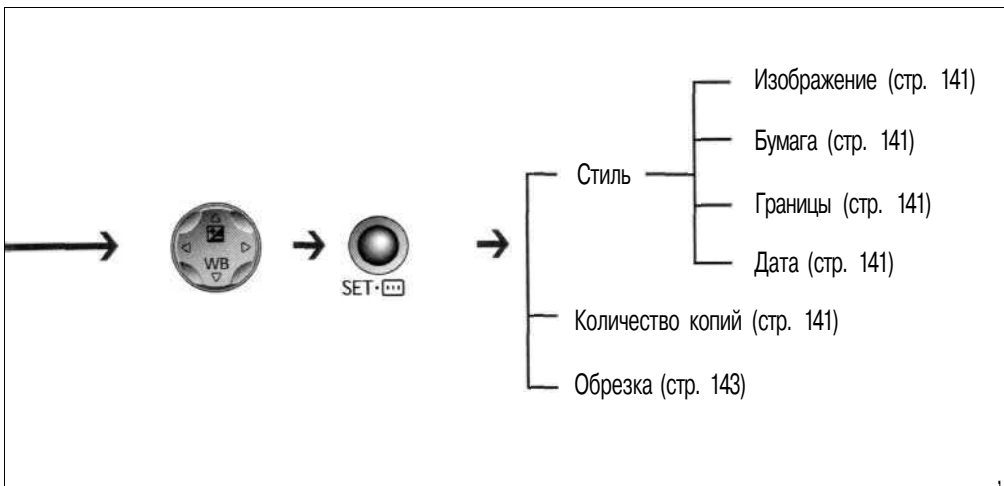 Изображение (стр. 141)
Бумага (стр. 141)
Стиль
Границы (стр. 141)
WB
SET
Дата (стр. 141)
Количество копий (стр. 141)
Обрезка (стр. 143)